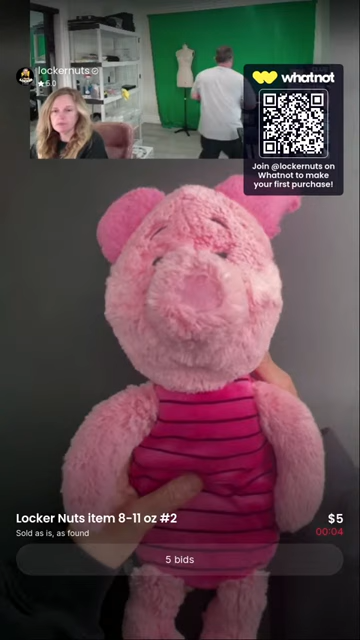 lockernuts
★5.0
whatnot
Join @lockernuts on
Whatnot to make
your first purchase!
Locker Nuts item 8-11 oz #2
$5
Sold as is, as found
00:04
5 bids